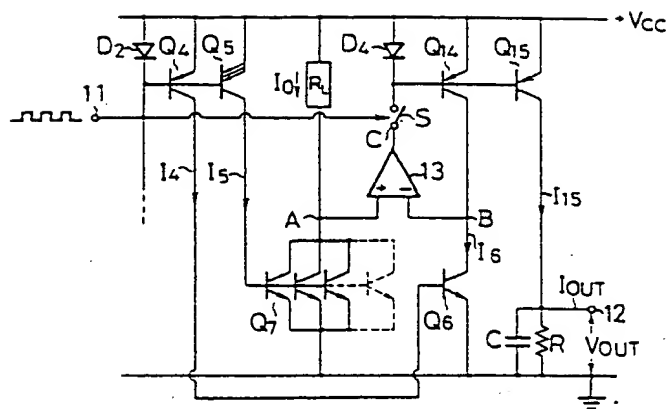 +VCC
D2
Q4
Q5
D4
Q14
Q15
IO
RL
11
S
C
I4
I5
13
+ −
I15
A
B
I6
IOUT
12
Q7
Q6
C
R
VOUT